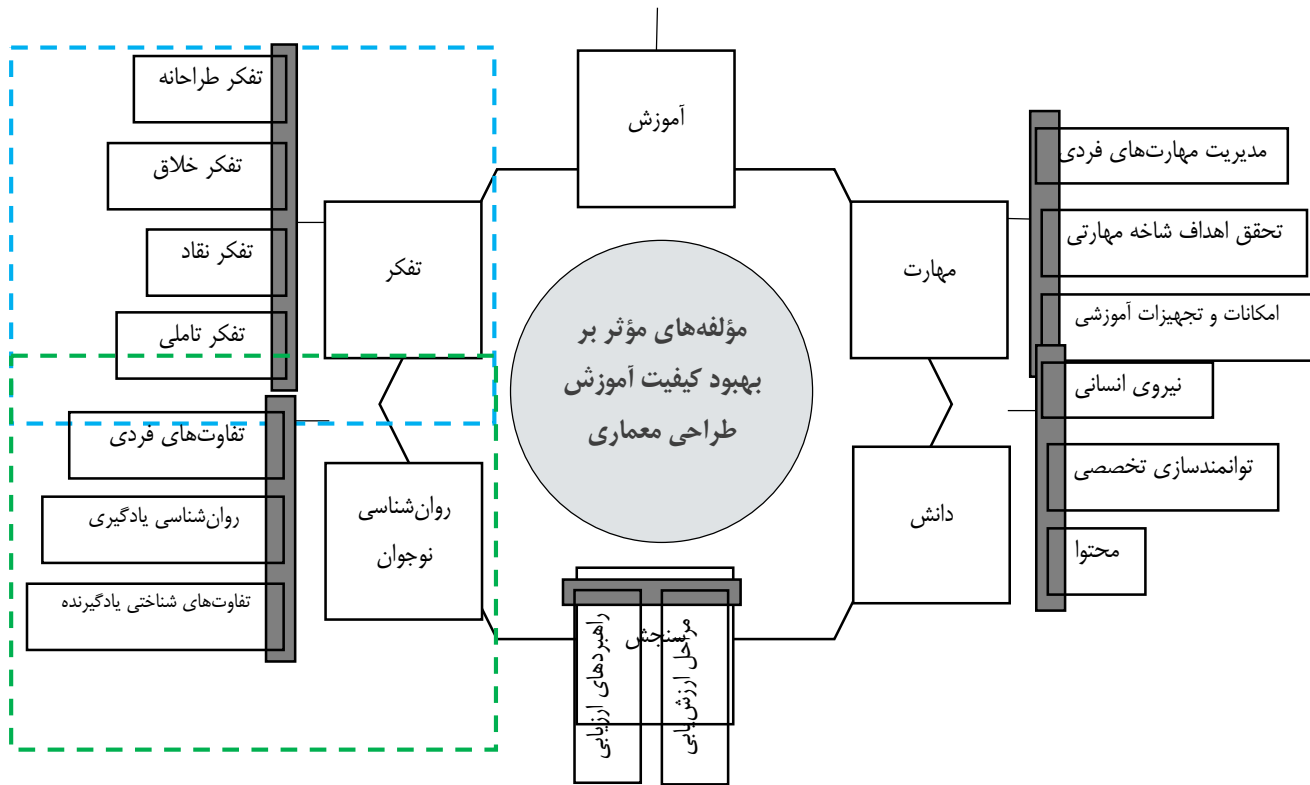 آموزش
مهارت
مدیریت مهارت‌های فردی
تحقق اهداف شاخه مهارتی
امکانات و تجهیزات آموزشی
دانش
نیروی انسانی
توانمندسازی تخصصی
محتوا
مؤلفه‌های مؤثر بر
بهبود کیفیت آموزش
طراحی معماری
سنجش
مراحل ارزش‌یابی
راهبردهای ارزیابی
تفکر
تفکر طراحانه
تفکر خلاق
تفکر نقاد
تفکر تاملی
روان‌شناسی
نوجوان
تفاوت‌های فردی
روان‌شناسی یادگیری
تفاوت‌های شناختی یادگیرنده